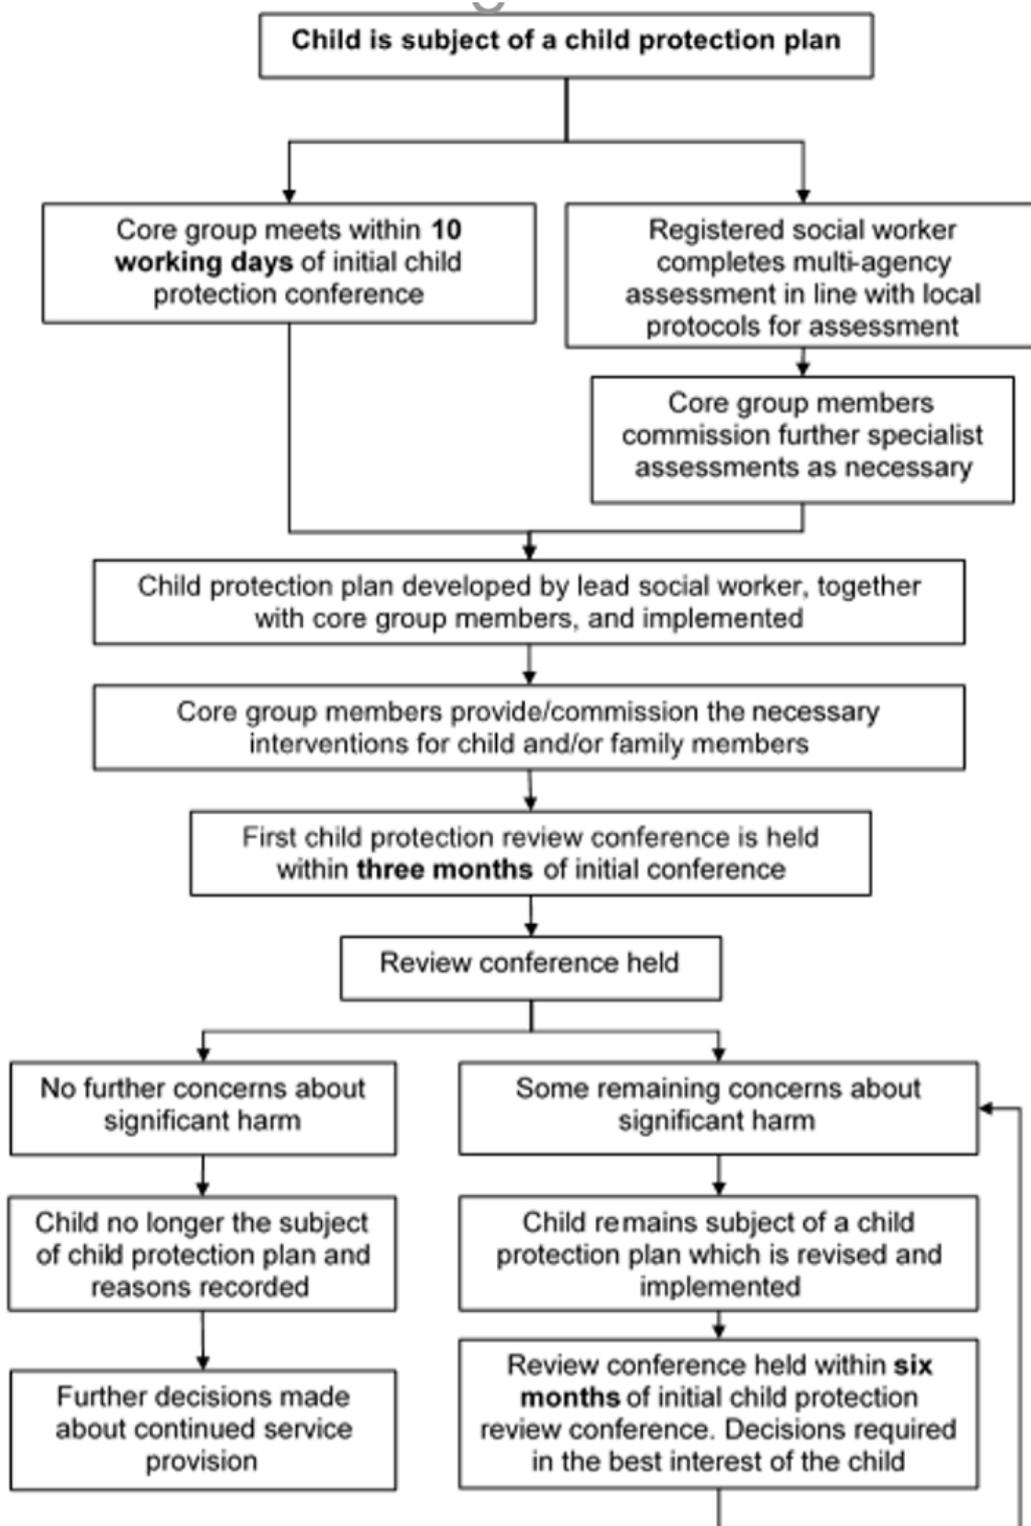 Child is subject of a child protection plan
Core group meets within 10
working days of initial child
protection conference
Registered social worker
completes multi-agency
assessment in line with local
protocols for assessment
Core group members
commission further specialist
assessments as necessary
Child protection plan developed by lead social worker, together
with core group members, and implemented
Core group members provide/commission the necessary
interventions for child and/or family members
First child protection review conference is held
within three months of initial conference
Review conference held
No further concerns about
significant harm
Some remaining concerns about
significant harm
Child no longer the subject
of child protection plan and
reasons recorded
Child remains subject of a child
protection plan which is revised and
implemented
Further decisions made
about continued service
provision
Review conference held within six
months of initial child protection
review conference. Decisions required
in the best interest of the child